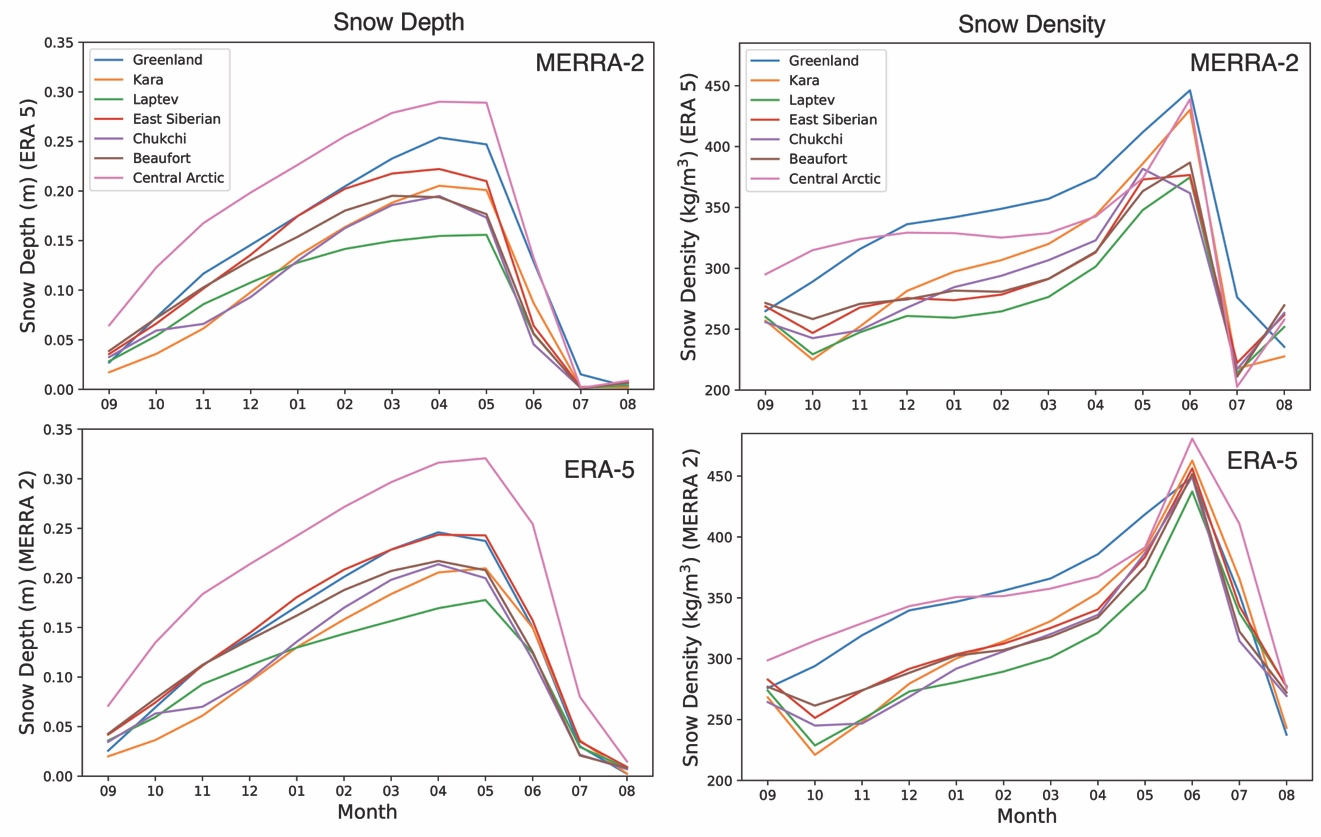 Snow Depth
Snow Density
MERRA-2
MERRA-2
Snow Depth (m) (ERA 5)
0.35
0.30
0.25
0.20
0.15
0.10
0.05
0.00
Greenland
Kara
Laptev
East Siberian
Chukchi
Beaufort
Central Arctic
09 10 11 12 01 02 03 04 05 06 07 08
Snow Density (kg/m³) (ERA 5)
450
400
350
300
250
200
Greenland
Kara
Laptev
East Siberian
Chukchi
Beaufort
Central Arctic
09 10 11 12 01 02 03 04 05 06 07 08
ERA-5
Snow Depth (m) (MERRA 2)
0.35
0.30
0.25
0.20
0.15
0.10
0.05
0.00
09 10 11 12 01 02 03 04 05 06 07 08
Month
ERA-5
Snow Density (kg/m³) (MERRA 2)
450
400
350
300
250
200
09 10 11 12 01 02 03 04 05 06 07 08
Month